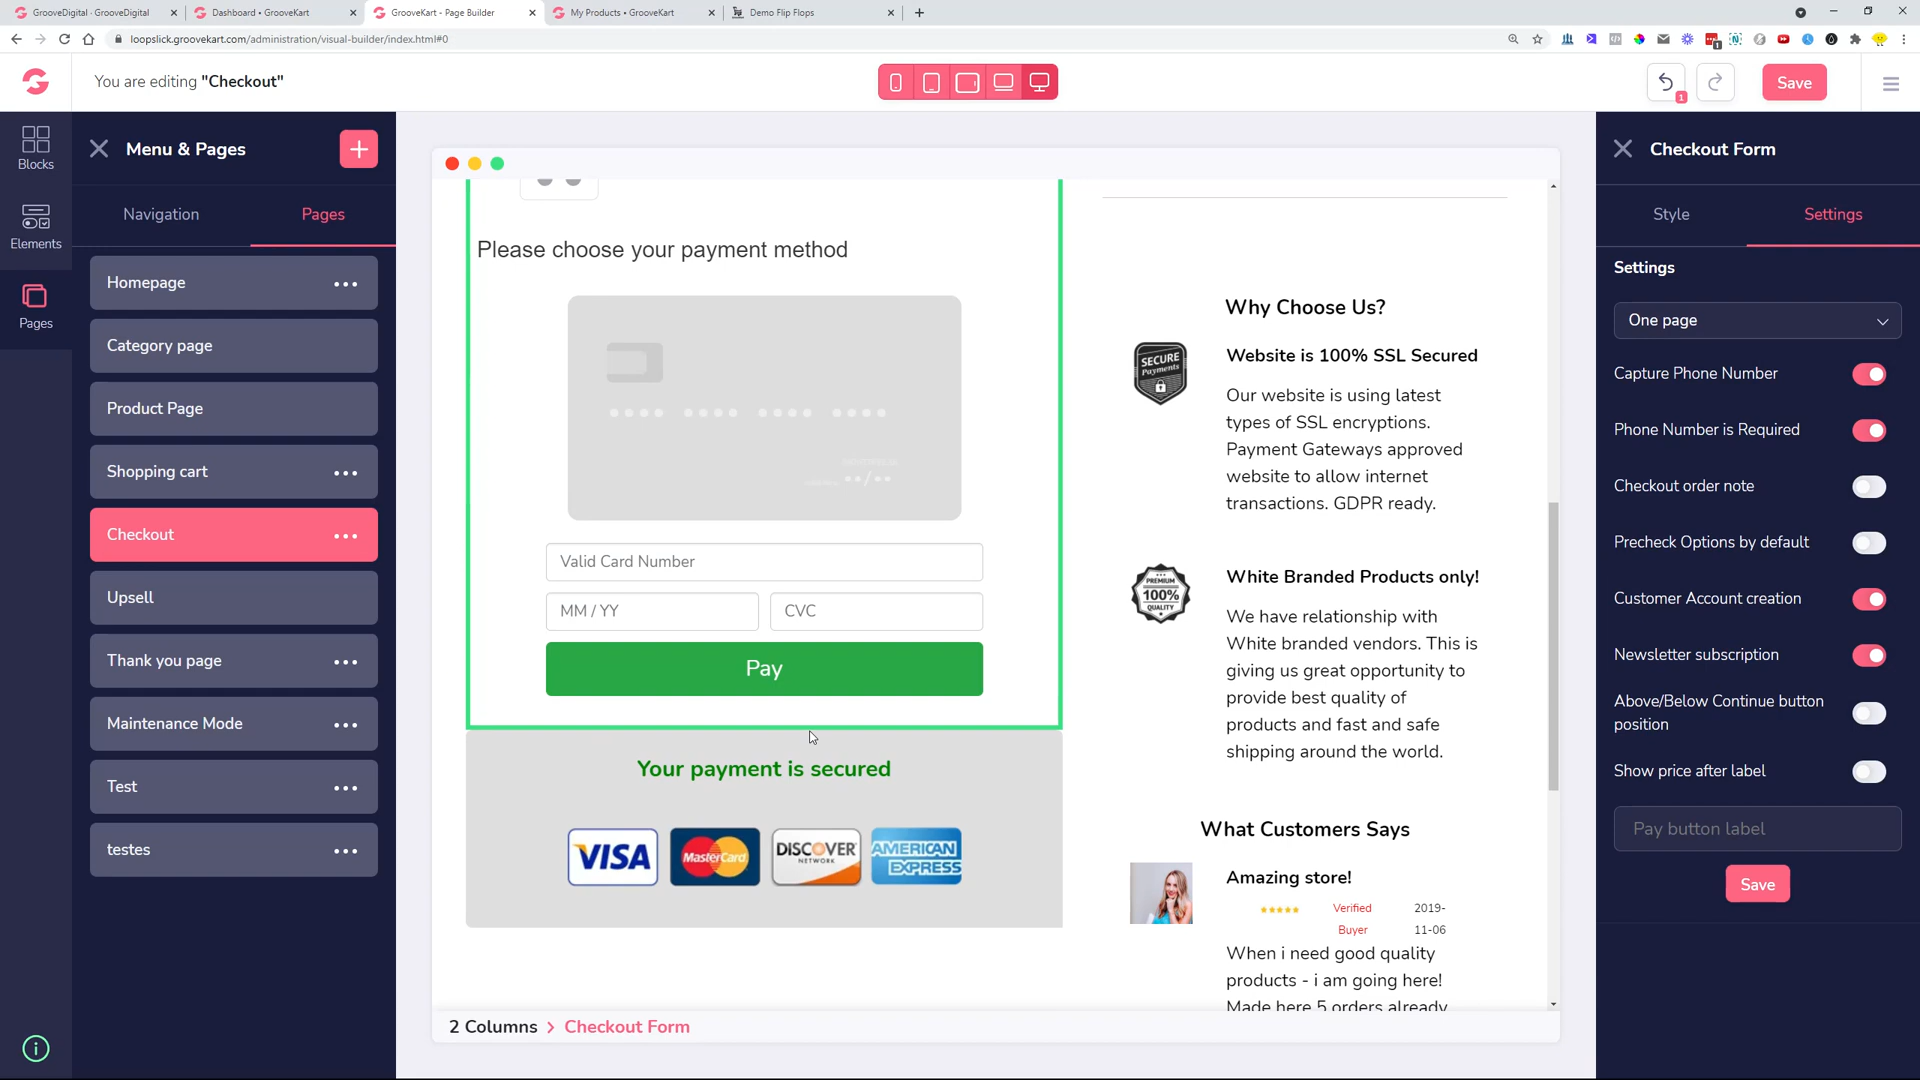 GrooveDigital · GrooveDigital
Dashboard • GrooveKart
GrooveKart - Page Builder
My Products • GrooveKart
Demo Flip Flops
loopslick.groovekart.com/administration/visual-builder/index.html#0
You are editing "Checkout"
1
Save
Blocks
Elements
Pages
Menu & Pages
Navigation
Pages
Homepage
Category page
Product Page
Shopping cart
Checkout
Upsell
Thank you page
Maintenance Mode
Test
testes
Please choose your payment method
Valid Card Number
MM / YY
CVC
Pay
Your payment is secured
VISA
MasterCard
DISCOVER
NETWORK
AMERICAN
EXPRESS
Why Choose Us?
SECURE
Payments
Website is 100% SSL Secured
Our website is using latest
types of SSL encryptions.
Payment Gateways approved
website to allow internet
transactions. GDPR ready.
PREMIUM
100%
QUALITY
White Branded Products only!
We have relationship with
White branded vendors. This is
giving us great opportunity to
provide best quality of
products and fast and safe
shipping around the world.
What Customers Says
Amazing store!
Verified
Buyer
2019-
11-06
When i need good quality
products - i am going here!
Made here 5 orders already
2 Columns > Checkout Form
Checkout Form
Style
Settings
Settings
One page
Capture Phone Number
Phone Number is Required
Checkout order note
Precheck Options by default
Customer Account creation
Newsletter subscription
Above/Below Continue button
position
Show price after label
Pay button label
Save